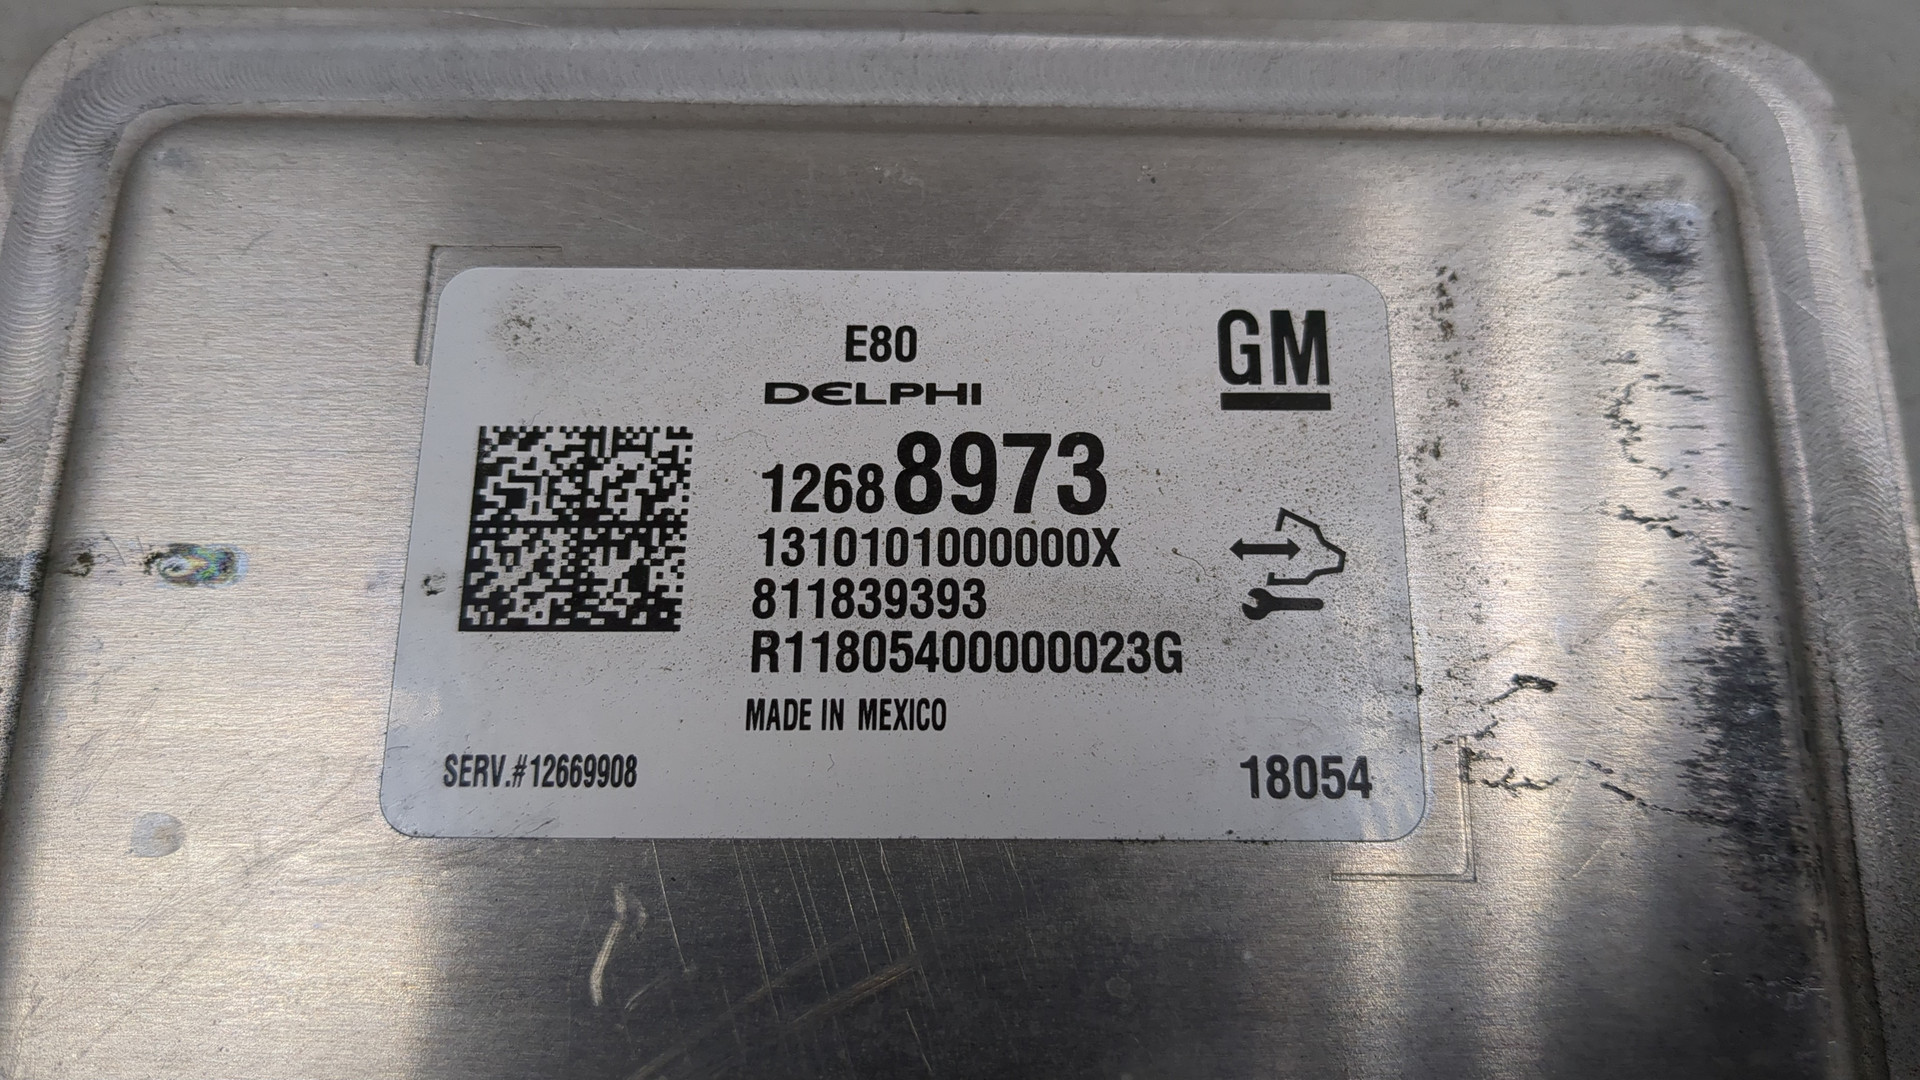 E80
DELPHI
GM
12688973
1310101000000X
811839393
R11805400000023G
MADE IN MEXICO
SERV.#12669908
18054